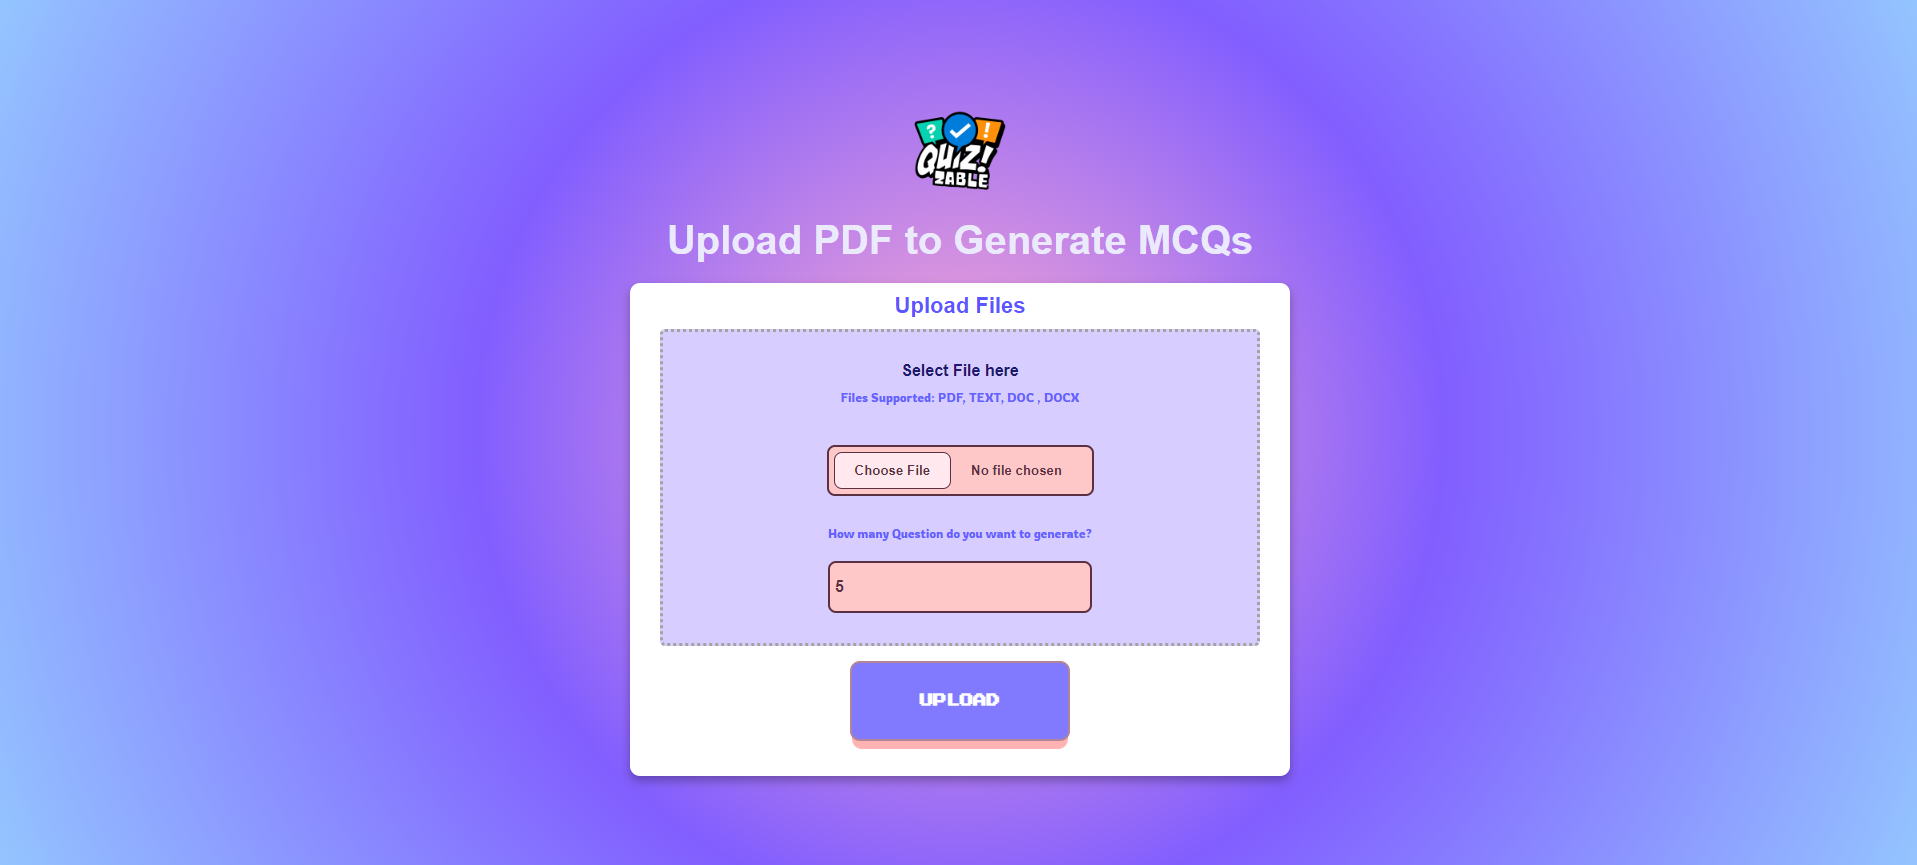 ? !
QUIZ!
ZABLE
Upload PDF to Generate MCQs
Upload Files
Select File here
Files Supported: PDF, TEXT, DOC , DOCX
Choose File No file chosen
How many Question do you want to generate?
5
UPLOAD